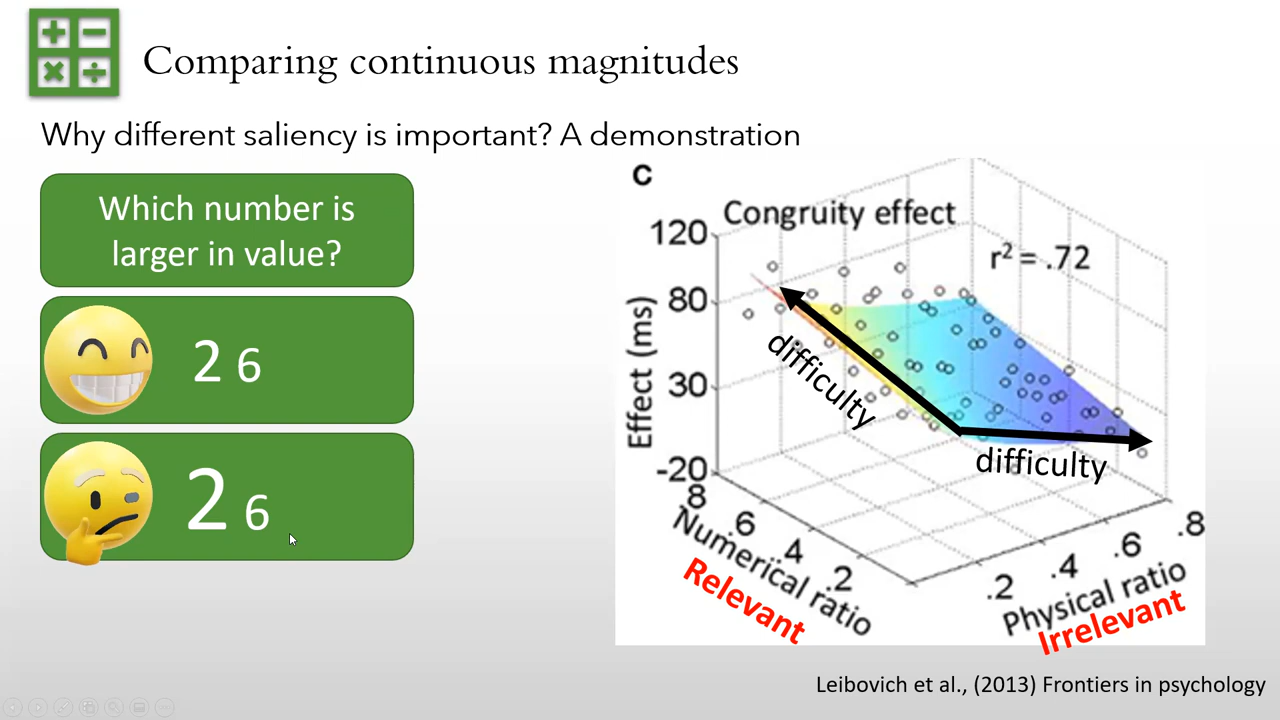 Comparing continuous magnitudes
Why different saliency is important? A demonstration
Which number is
larger in value?
2 6
2 6
C
Congruity effect
r² = .72
120
80
30
-20
Effect (ms)
difficulty
difficulty
8 .6 .4 .2
Numerical ratio
Relevant
.2 .4 .6 .8
Physical ratio
Irrelevant
Leibovich et al., (2013) Frontiers in psychology